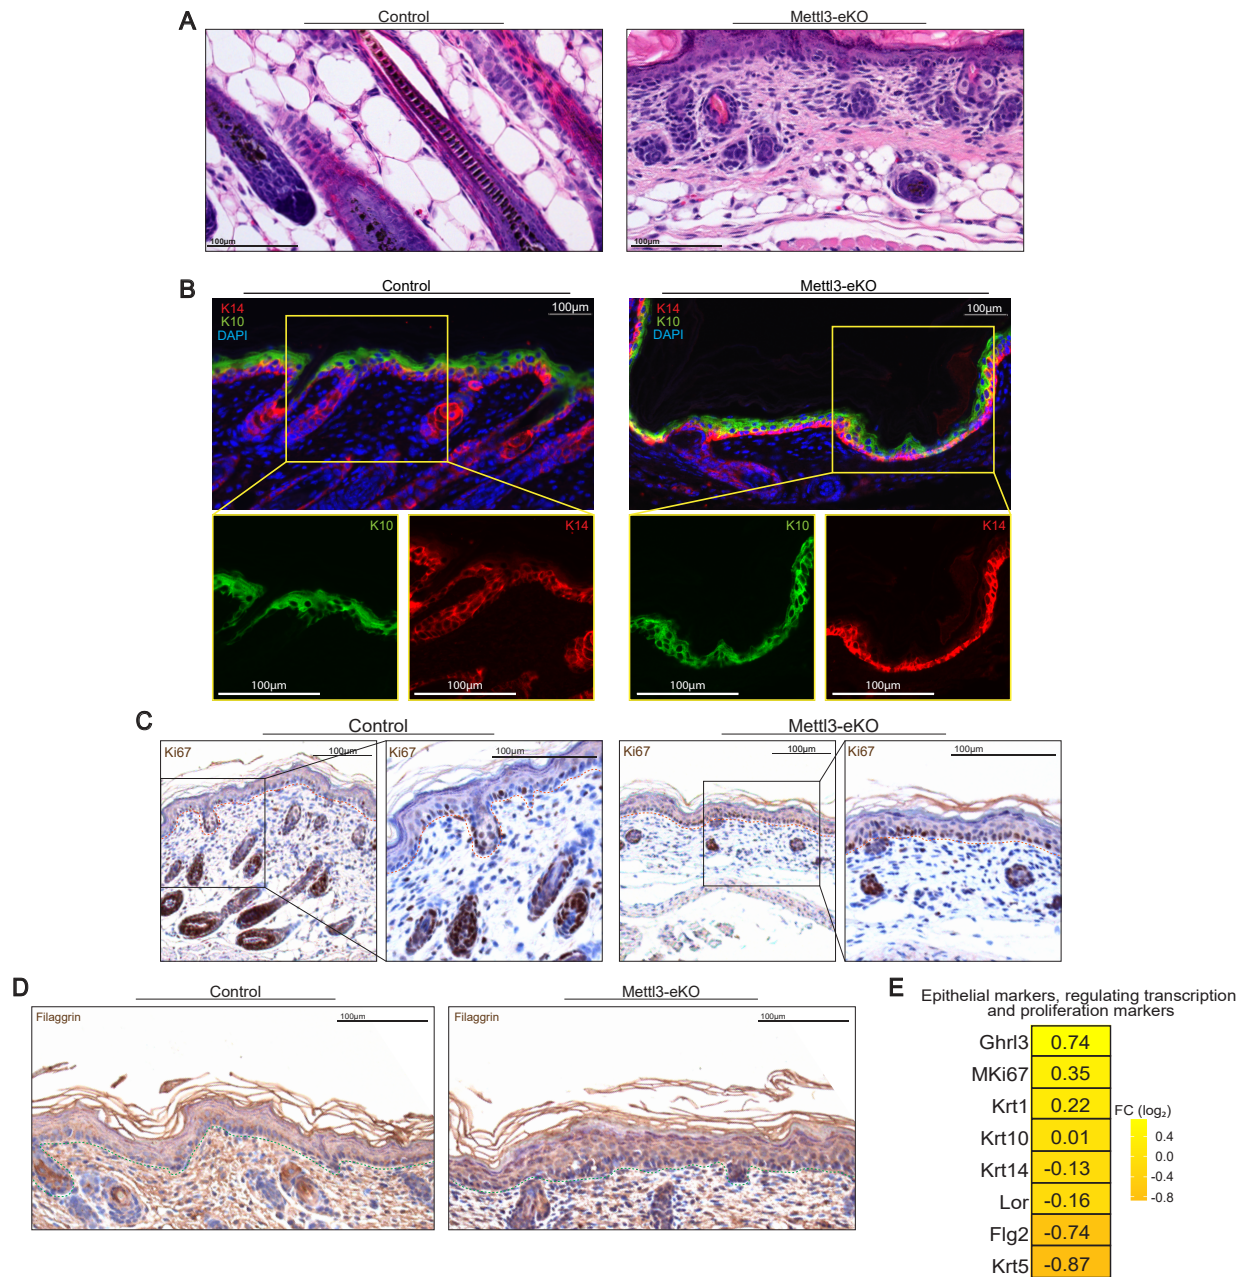 A
Control
Mettl3-eKO
100µm
100µm
B
Control
Mettl3-eKO
K14
K10
DAPI
100µm
K14
K10
DAPI
100µm
K10
100µm
K14
100µm
K10
100µm
K14
100µm
C
Control
Mettl3-eKO
Ki67
100µm
Ki67
100µm
Ki67
100µm
Ki67
100µm
D
Control
Mettl3-eKO
Filaggrin
100µm
Filaggrin
100µm
E
Epithelial markers, regulating transcription
and proliferation markers
Ghrl3 0.74
MKi67 0.35
Krt1 0.22
Krt10 0.01
Krt14 -0.13
Lor -0.16
Flg2 -0.74
Krt5 -0.87
FC (log₂)
0.4
0.0
-0.4
-0.8